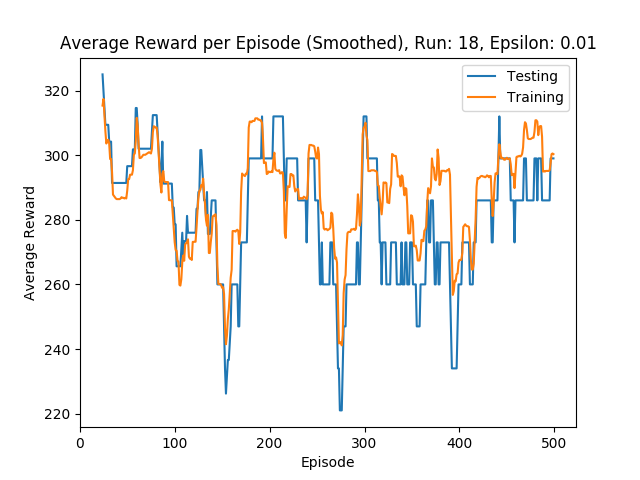 Average Reward per Episode (Smoothed), Run: 18, Epsilon: 0.01
Testing
Training
Average Reward
320
300
280
260
240
220
0 100 200 300 400 500
Episode